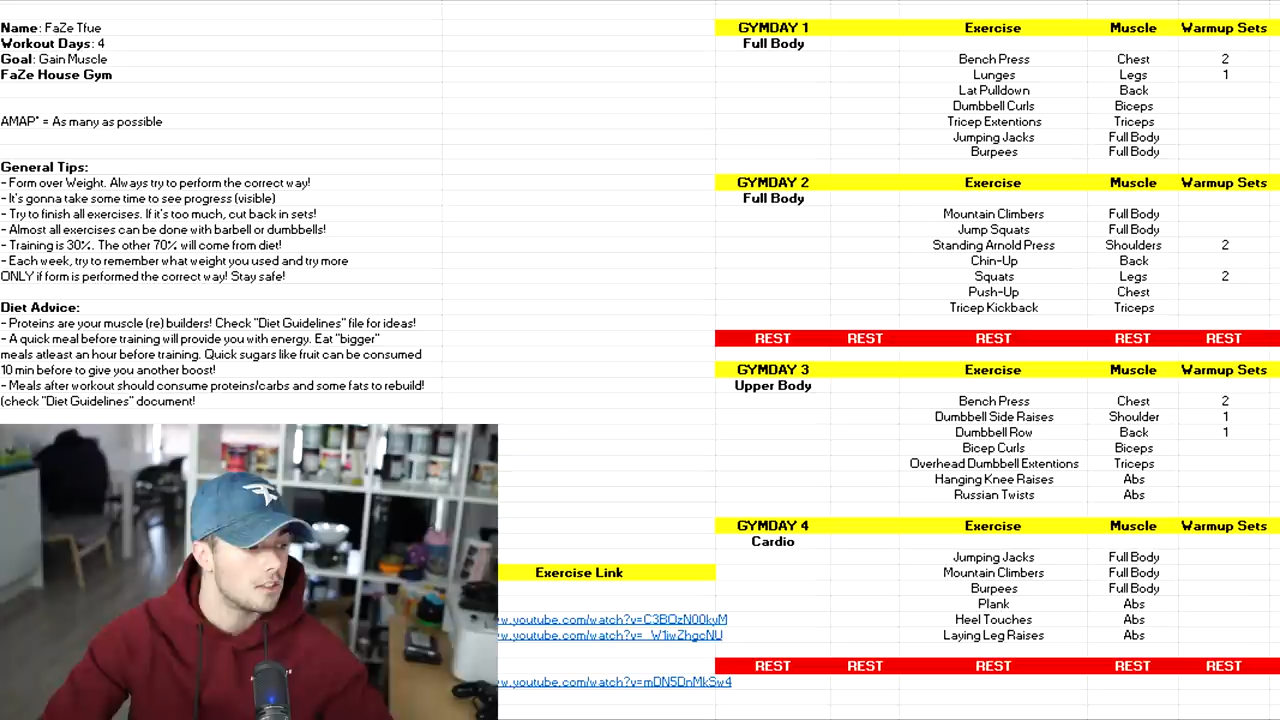 Name: FaZe Tfue
Workout Days: 4
Goal: Gain Muscle
FaZe House Gym
AMAP* = As many as possible
General Tips:
- Form over Weight. Always try to perform the correct way!
- It's gonna take some time to see progress (visible)
- Try to finish all exercises. If it's too much, cut back in sets!
- Almost all exercises can be done with barbell or dumbbells!
- Training is 30%. The other 70% will come from diet!
- Each week, try to remember what weight you used and try more
ONLY if form is performed the correct way! Stay safe!
Diet Advice:
- Proteins are your muscle (re) builders! Check "Diet Guidelines" file for ideas!
- A quick meal before training will provide you with energy. Eat "bigger"
meals atleast an hour before training. Quick sugars like fruit can be consumed
10 min before to give you another boost!
- Meals after workout should consume proteins/carbs and some fats to rebuild!
(check "Diet Guidelines" document!
Exercise Link
w.youtube.com/watch?v=C3BOzN00kyM
w.youtube.com/watch?v=_W1iwZhgcNU
w.youtube.com/watch?v=mDN5DnMkSw4
GYMDAY 1 Exercise Muscle Warmup Sets
Full Body
Bench Press Chest 2
Lunges Legs 1
Lat Pulldown Back
Dumbbell Curls Biceps
Tricep Extentions Triceps
Jumping Jacks Full Body
Burpees Full Body
GYMDAY 2 Exercise Muscle Warmup Sets
Full Body
Mountain Climbers Full Body
Jump Squats Full Body
Standing Arnold Press Shoulders 2
Chin-Up Back
Squats Legs 2
Push-Up Chest
Tricep Kickback Triceps
REST REST REST REST REST
GYMDAY 3 Exercise Muscle Warmup Sets
Upper Body
Bench Press Chest 2
Dumbbell Side Raises Shoulder 1
Dumbbell Row Back 1
Bicep Curls Biceps
Overhead Dumbbell Extentions Triceps
Hanging Knee Raises Abs
Russian Twists Abs
GYMDAY 4 Exercise Muscle Warmup Sets
Cardio
Jumping Jacks Full Body
Mountain Climbers Full Body
Burpees Full Body
Plank Abs
Heel Touches Abs
Laying Leg Raises Abs
REST REST REST REST REST